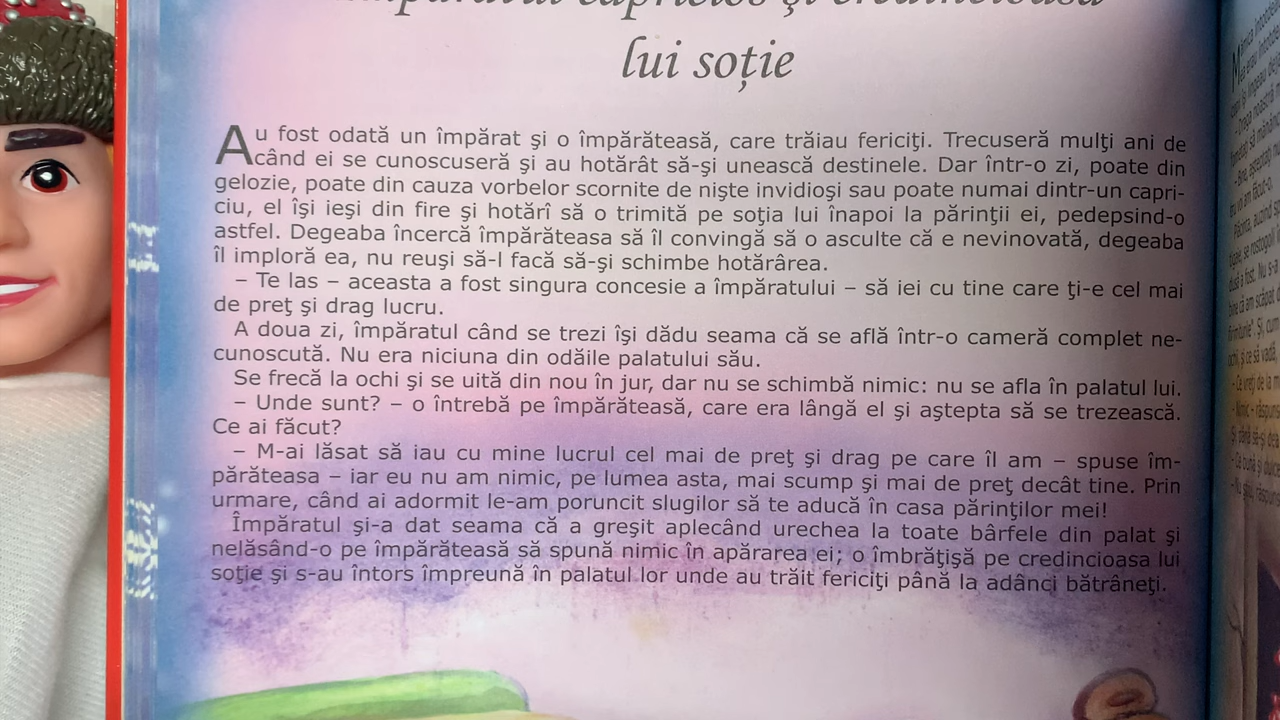 Împăratul capricios şi credincioasa
lui soţie
Au fost odată un împărat şi o împărăteasă, care trăiau fericiţi. Trecuseră mulţi ani de
când ei se cunoscuseră şi au hotărât să-şi unească destinele. Dar într-o zi, poate din
gelozie, poate din cauza vorbelor scornite de nişte invidioşi sau poate numai dintr-un capri-
ciu, el îşi ieşi din fire şi hotărî să o trimită pe soţia lui înapoi la părinţii ei, pedepsind-o
astfel. Degeaba încercă împărăteasa să îl convingă să o asculte că e nevinovată, degeaba
îl imploră ea, nu reuşi să-l facă să-şi schimbe hotărârea.
– Te las – aceasta a fost singura concesie a împăratului – să iei cu tine care ţi-e cel mai
de preţ şi drag lucru.
A doua zi, împăratul când se trezi îşi dădu seama că se află într-o cameră complet ne-
cunoscută. Nu era niciuna din odăile palatului său.
Se frecă la ochi şi se uită din nou în jur, dar nu se schimbă nimic: nu se afla în palatul lui.
– Unde sunt? – o întrebă pe împărăteasă, care era lângă el şi aştepta să se trezească.
Ce ai făcut?
– M-ai lăsat să iau cu mine lucrul cel mai de preţ şi drag pe care îl am – spuse îm-
părăteasa – iar eu nu am nimic, pe lumea asta, mai scump şi mai de preţ decât tine. Prin
urmare, când ai adormit le-am poruncit slugilor să te aducă în casa părinţilor mei!
Împăratul şi-a dat seama că a greşit aplecând urechea la toate bârfele din palat şi
nelăsând-o pe împărăteasă să spună nimic în apărarea ei; o îmbrăţişă pe credincioasa lui
soţie şi s-au întors împreună în palatul lor unde au trăit fericiţi până la adânci bătrâneţi.